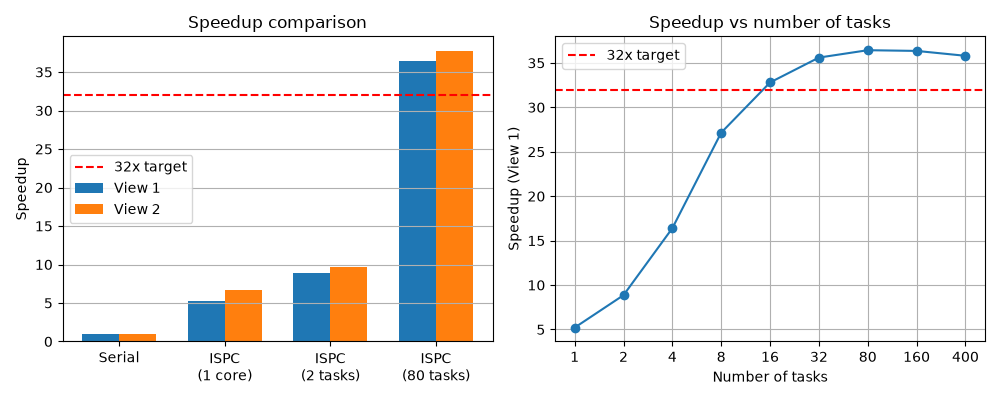 Speedup comparison
Speedup
35
30
25
20
15
10
5
0
32x target
View 1
View 2
Serial
ISPC
(1 core)
ISPC
(2 tasks)
ISPC
(80 tasks)
Speedup vs number of tasks
Speedup (View 1)
35
30
25
20
15
10
5
32x target
1 2 4 8 16 32 80 160 400
Number of tasks